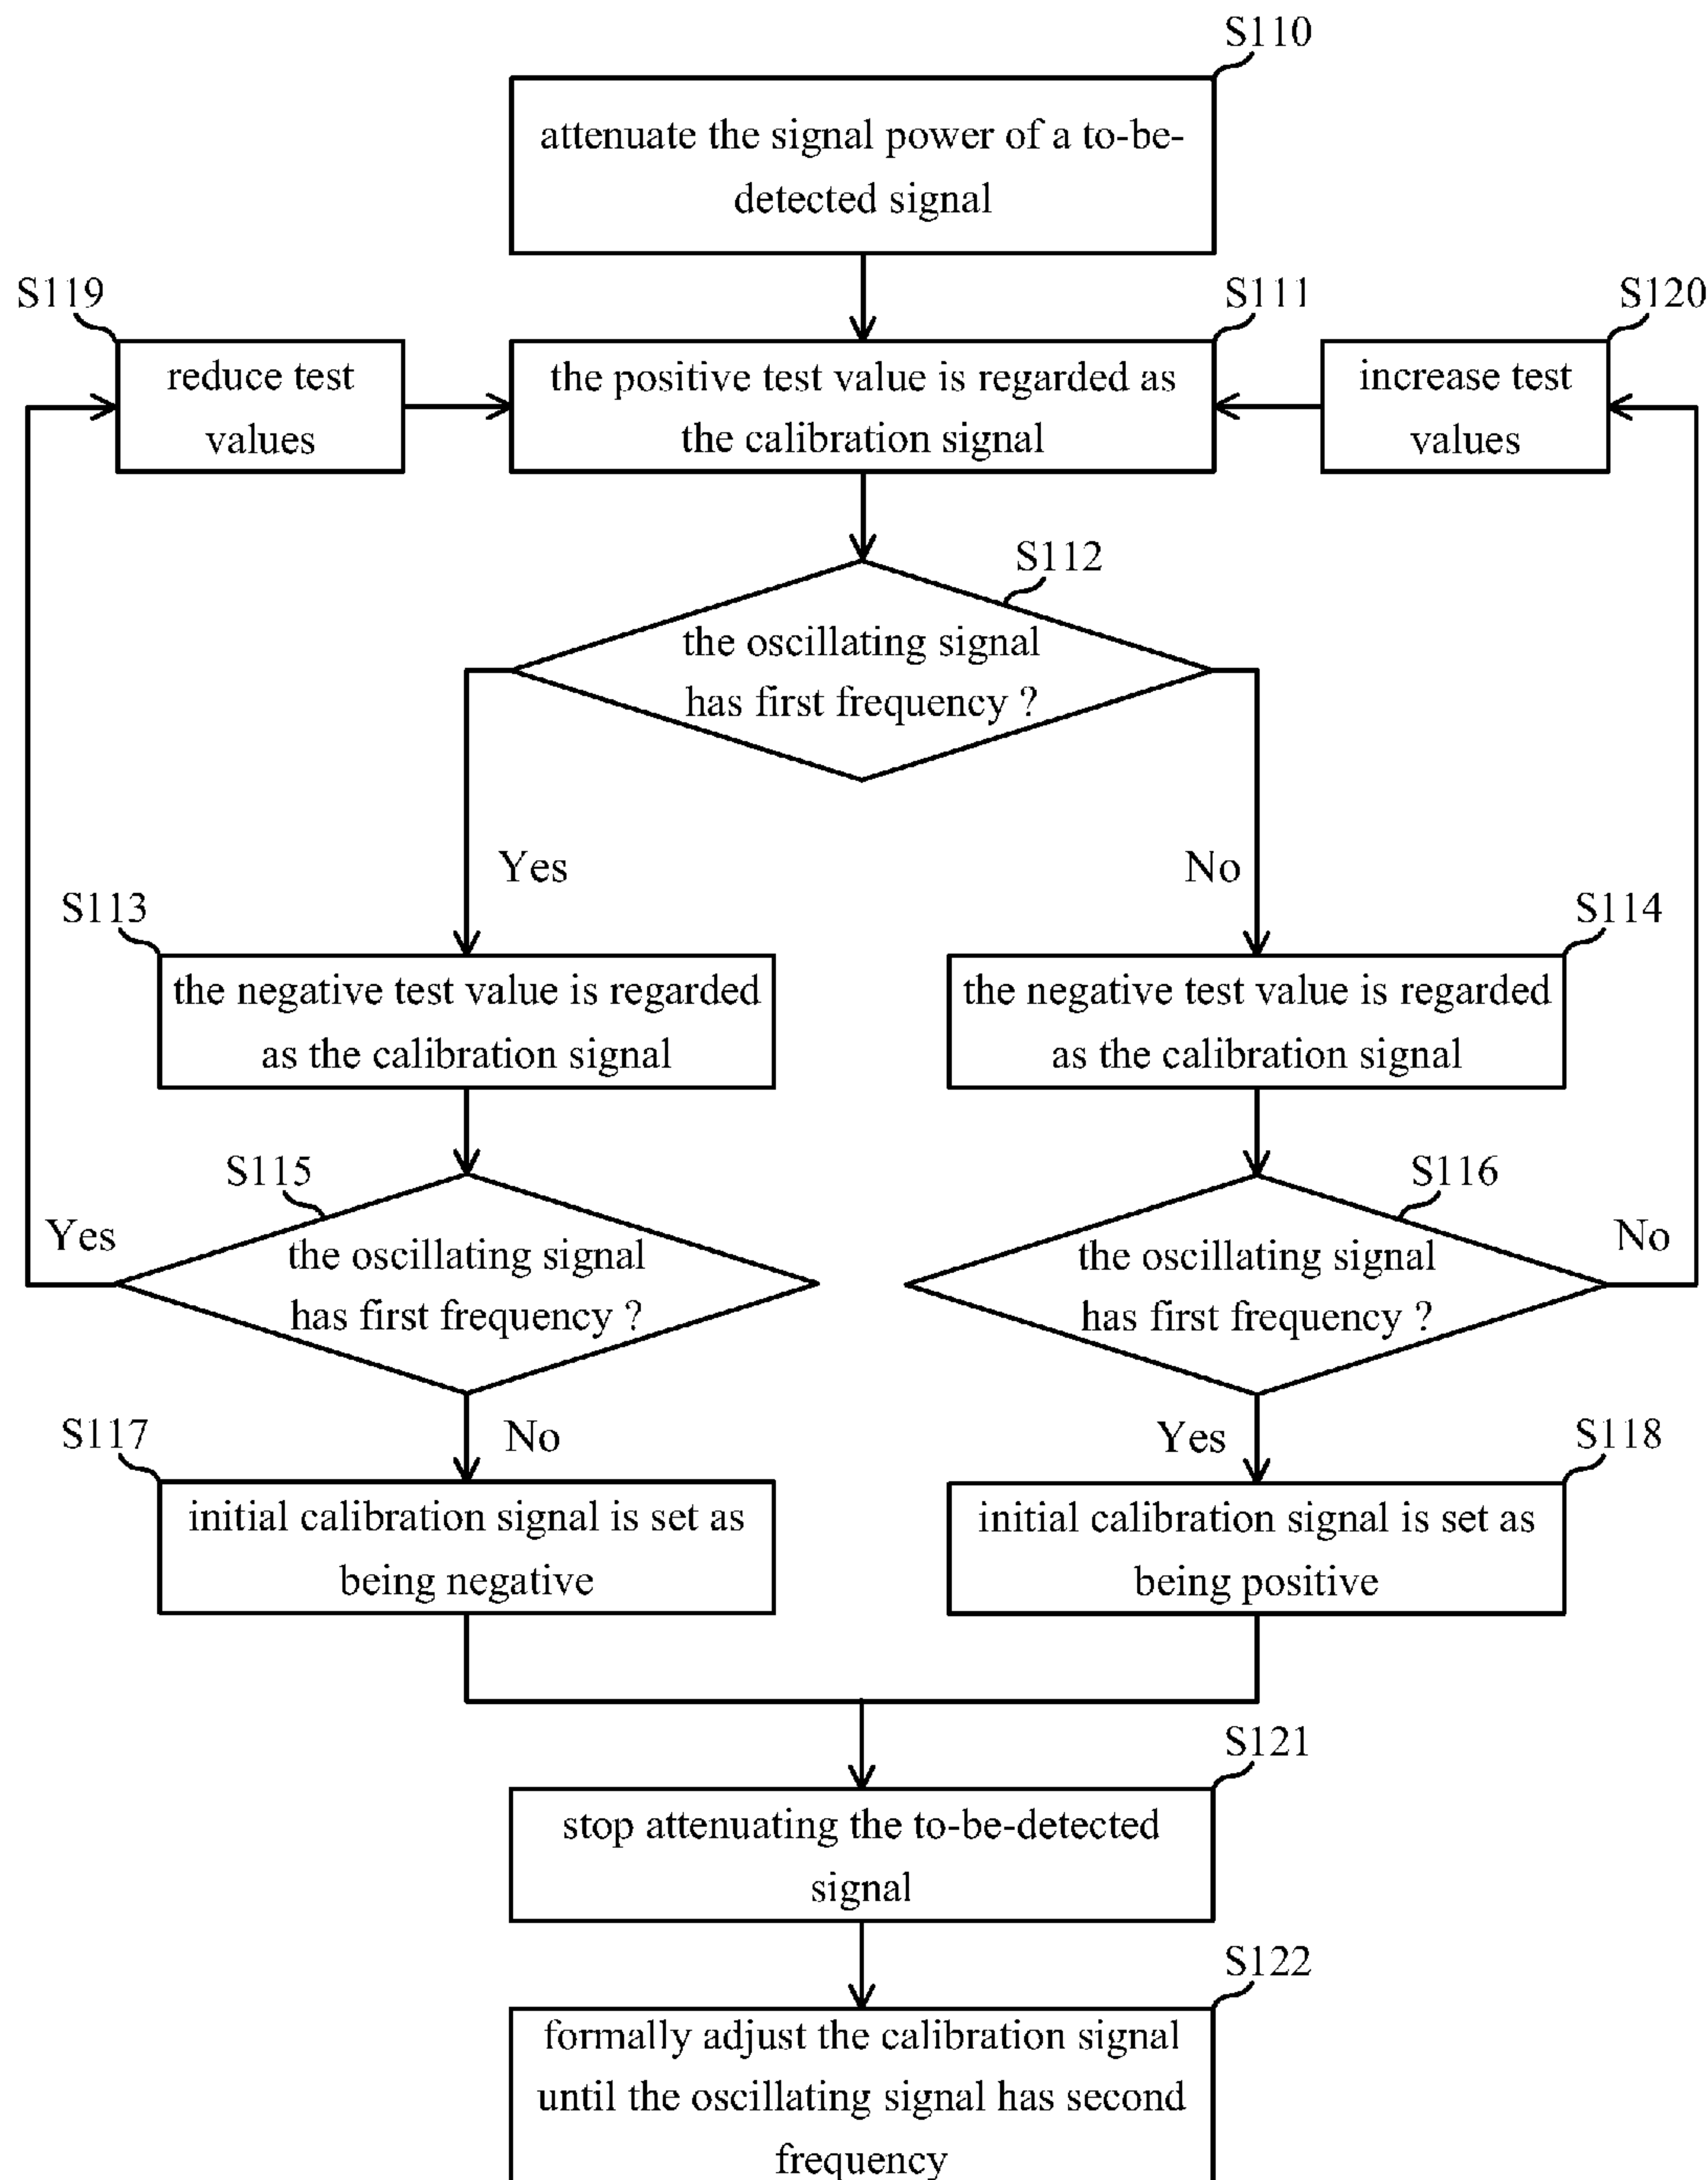 S110
attenuate the signal power of a to-be-
detected signal
S119
S111
S120
reduce test
values
the positive test value is regarded as
the calibration signal
increase test
values
S112
the oscillating signal
has first frequency ?
Yes
No
S113
S114
the negative test value is regarded
as the calibration signal
the negative test value is regarded
as the calibration signal
S115
S116
Yes
the oscillating signal
has first frequency ?
the oscillating signal
has first frequency ?
No
S117
No
Yes
S118
initial calibration signal is set as
being negative
initial calibration signal is set as
being positive
S121
stop attenuating the to-be-detected
signal
S122
formally adjust the calibration signal
until the oscillating signal has second
frequency